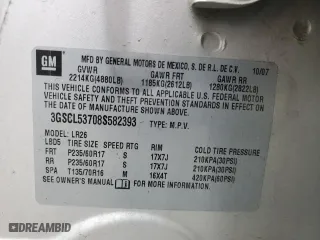 GM
MFD BY GENERAL MOTORS DE MEXICO, S. DE R.L. DE C.V. 10/07
GVWR GAWR FRT GAWR RR
2214KG(4880LB) 1185KG(2612LB) 1280KG(2822LB)
THIS VEHICLE CONFORMS TO ALL APPLICABLE U.S. FEDERAL MOTOR
VEHICLE SAFETY AND THEFT PREVENTION STANDARDS IN EFFECT ON THE
DATE OF MANUFACTURE SHOWN ABOVE.
3GSCL53708S582393 TYPE: M.P.V.
MODEL: LR26
TIRE SIZE SPEED RTG RIM COLD TIRE PRESSURE
FRT P235/60R17 S 17X7J 210KPA(30PSI)
RR P235/60R17 S 17X7J 210KPA(30PSI)
SPA T135/70R16 M 16X4T 420KPA(60PSI)
SEE OWNER'S MANUAL FOR MORE INFORMATION.